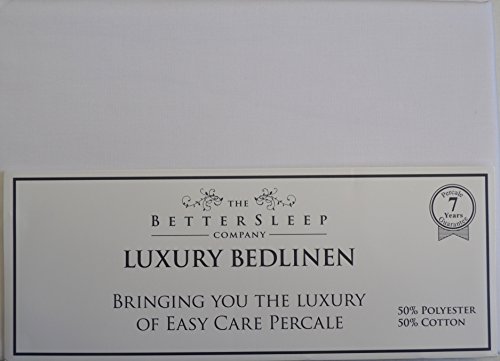 THE
BETTERSLEEP
COMPANY
LUXURY BEDLINEN
BRINGING YOU THE LUXURY
OF EASY CARE PERCALE
Percale
7
Years
Guarantee
50% POLYESTER
50% COTTON